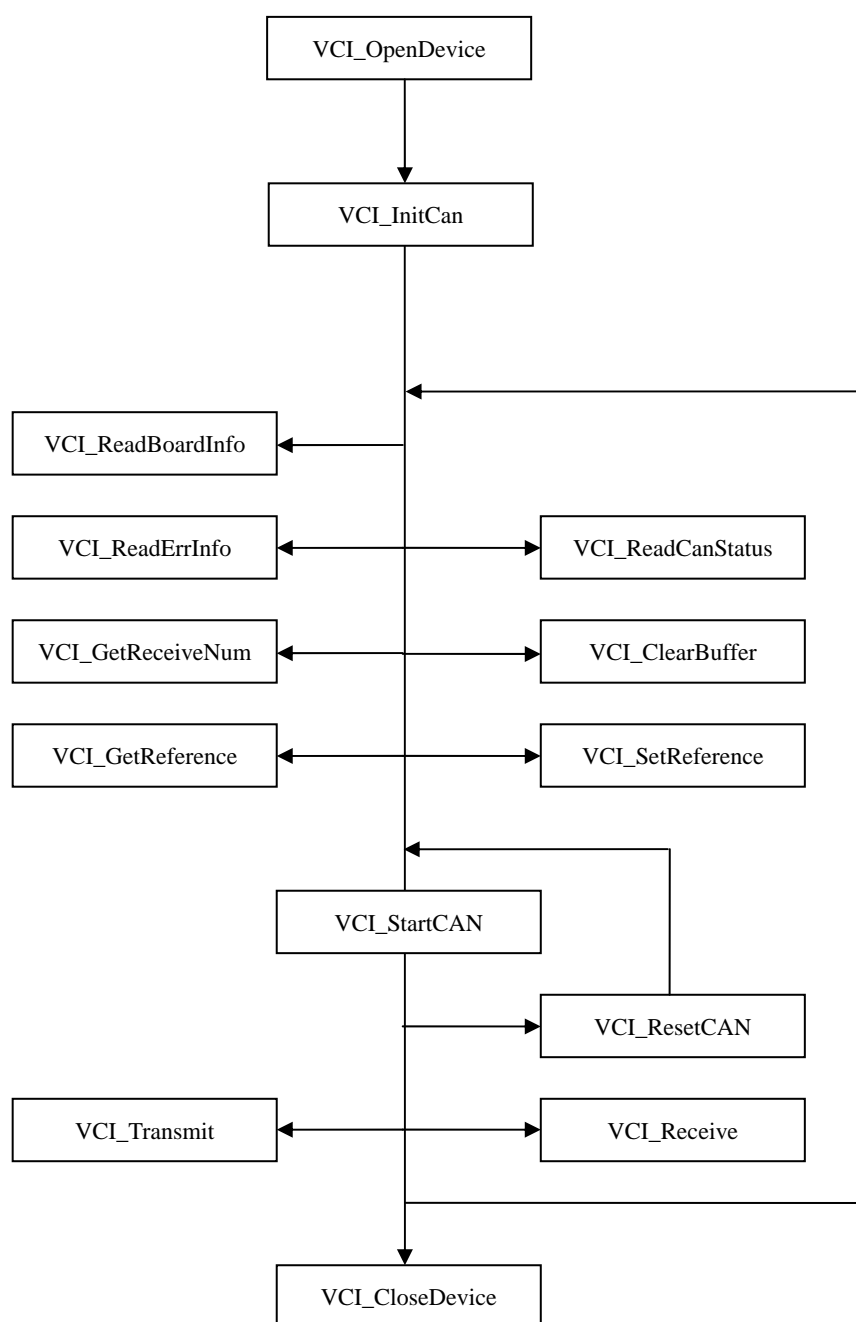 VCI_OpenDevice
VCI_InitCan
VCI_ReadBoardInfo
VCI_ReadErrInfo
VCI_ReadCanStatus
VCI_GetReceiveNum
VCI_ClearBuffer
VCI_GetReference
VCI_SetReference
VCI_StartCAN
VCI_ResetCAN
VCI_Transmit
VCI_Receive
VCI_CloseDevice